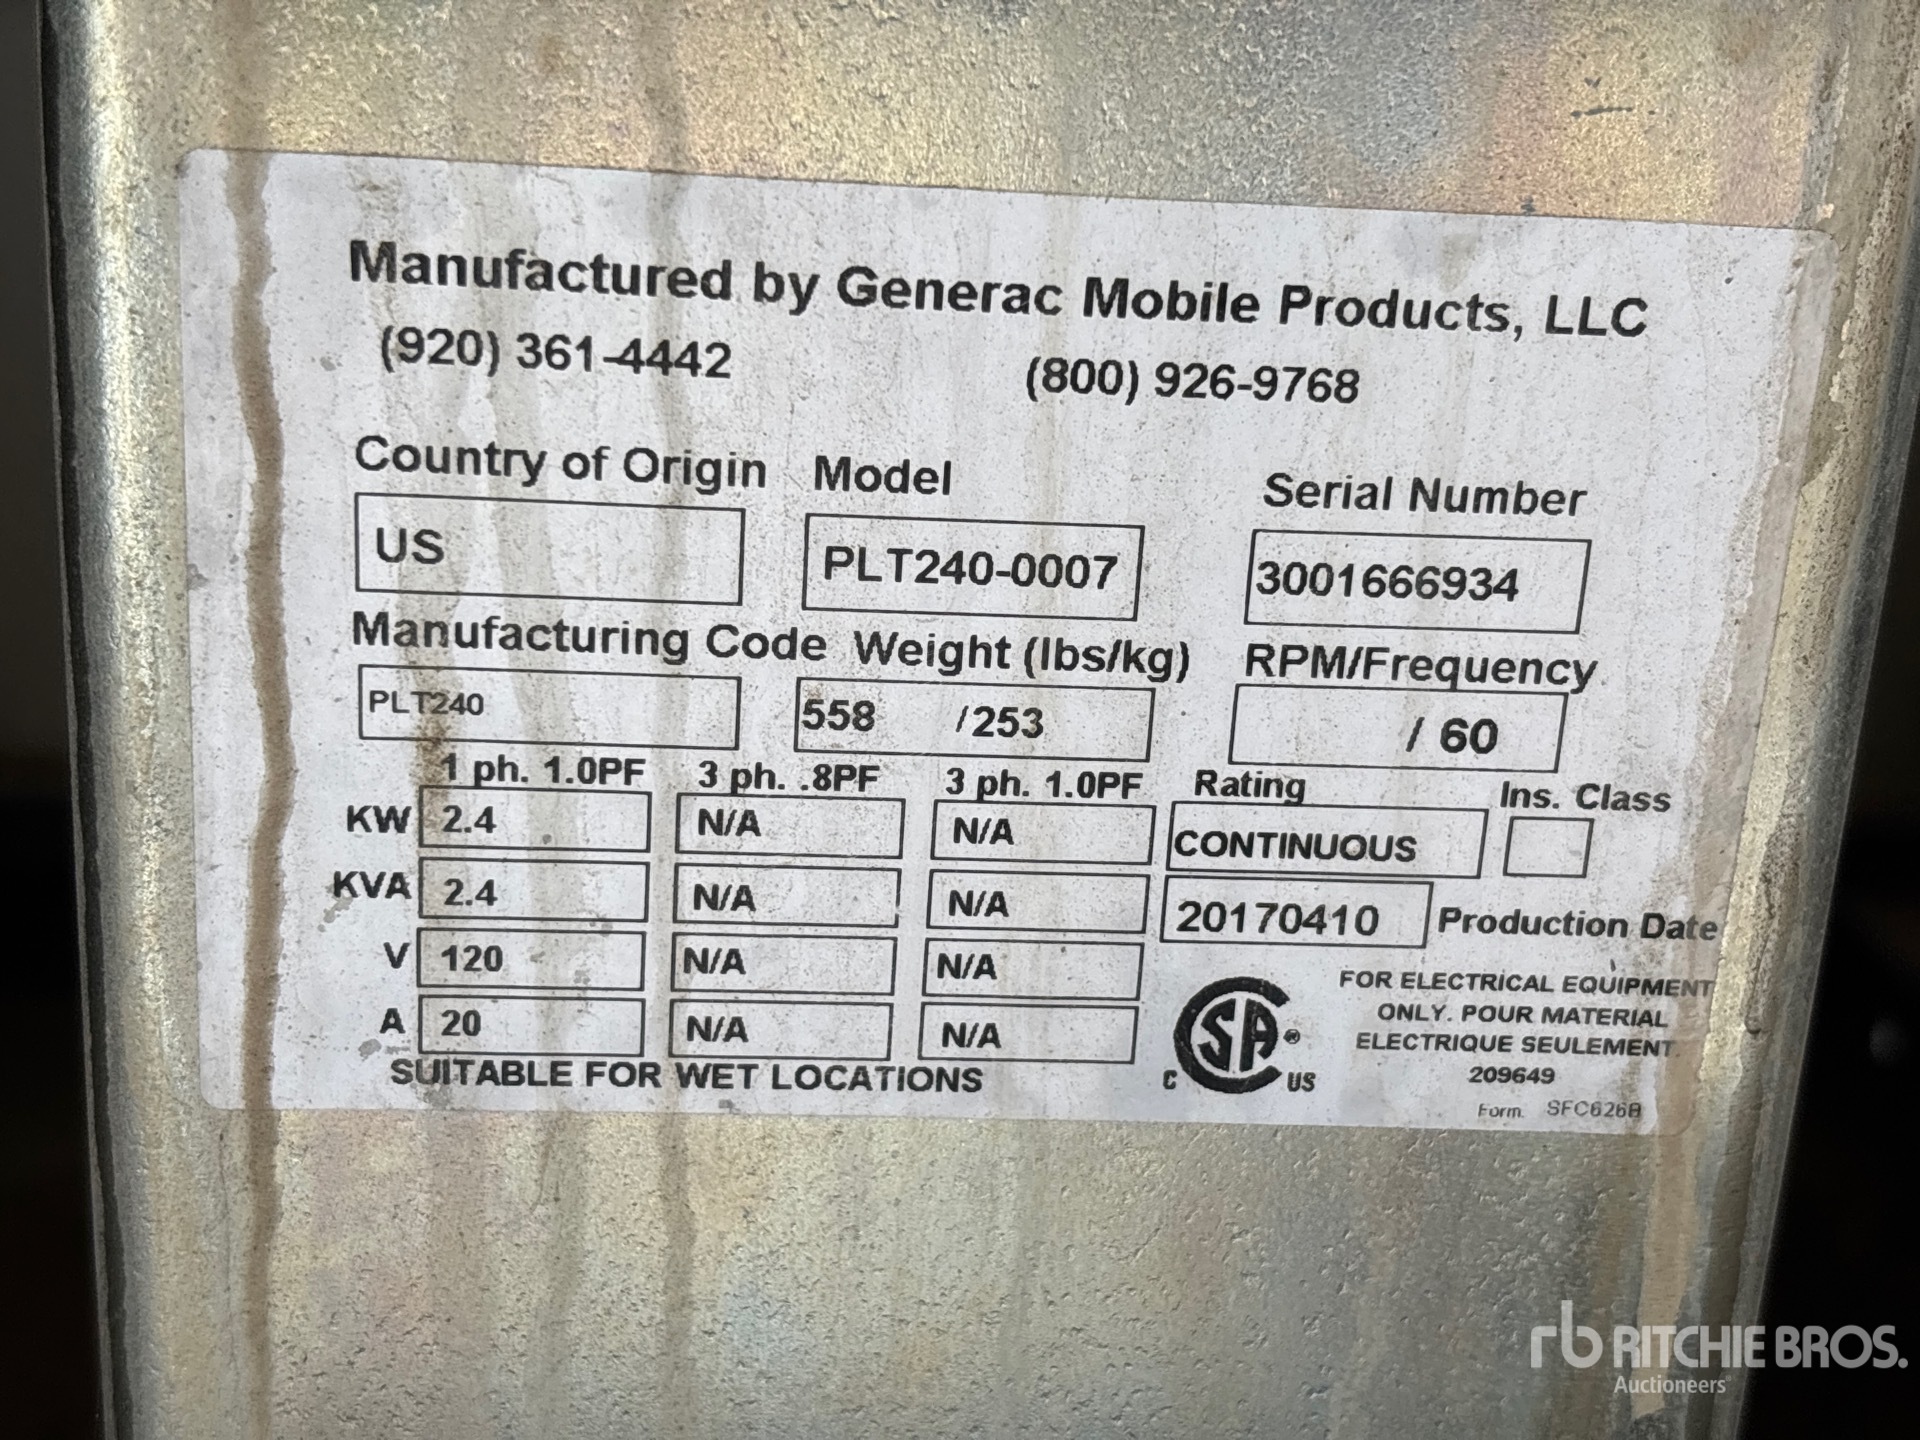 Manufactured by Generac Mobile Products, LLC
(920) 361-4442 (800) 926-9768
Country of Origin Model Serial Number
US PLT240-0007 3001666934
Manufacturing Code Weight (lbs/kg) RPM/Frequency
PLT240 558 /253 / 60
1 ph. 1.0PF 3 ph. .8PF 3 ph. 1.0PF Rating Ins. Class
KW 2.4 N/A N/A CONTINUOUS
KVA 2.4 N/A N/A 20170410 Production Date
V 120 N/A N/A
A 20 N/A N/A
SUITABLE FOR WET LOCATIONS
C SA ® US
FOR ELECTRICAL EQUIPMENT
ONLY. POUR MATERIAL
ELECTRIQUE SEULEMENT.
209649
Form. SFC626B
rb RITCHIE BROS.
Auctioneers